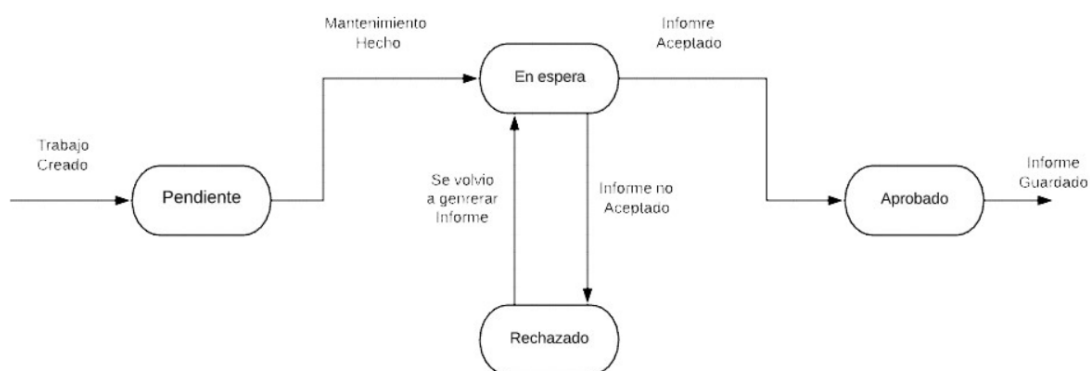 Trabajo
Creado
Pendiente
Mantenimiento
Hecho
En espera
Infomre
Aceptado
Se volvio
a genrerar
Informe
Informe no
Aceptado
Rechazado
Aprobado
Informe
Guardado